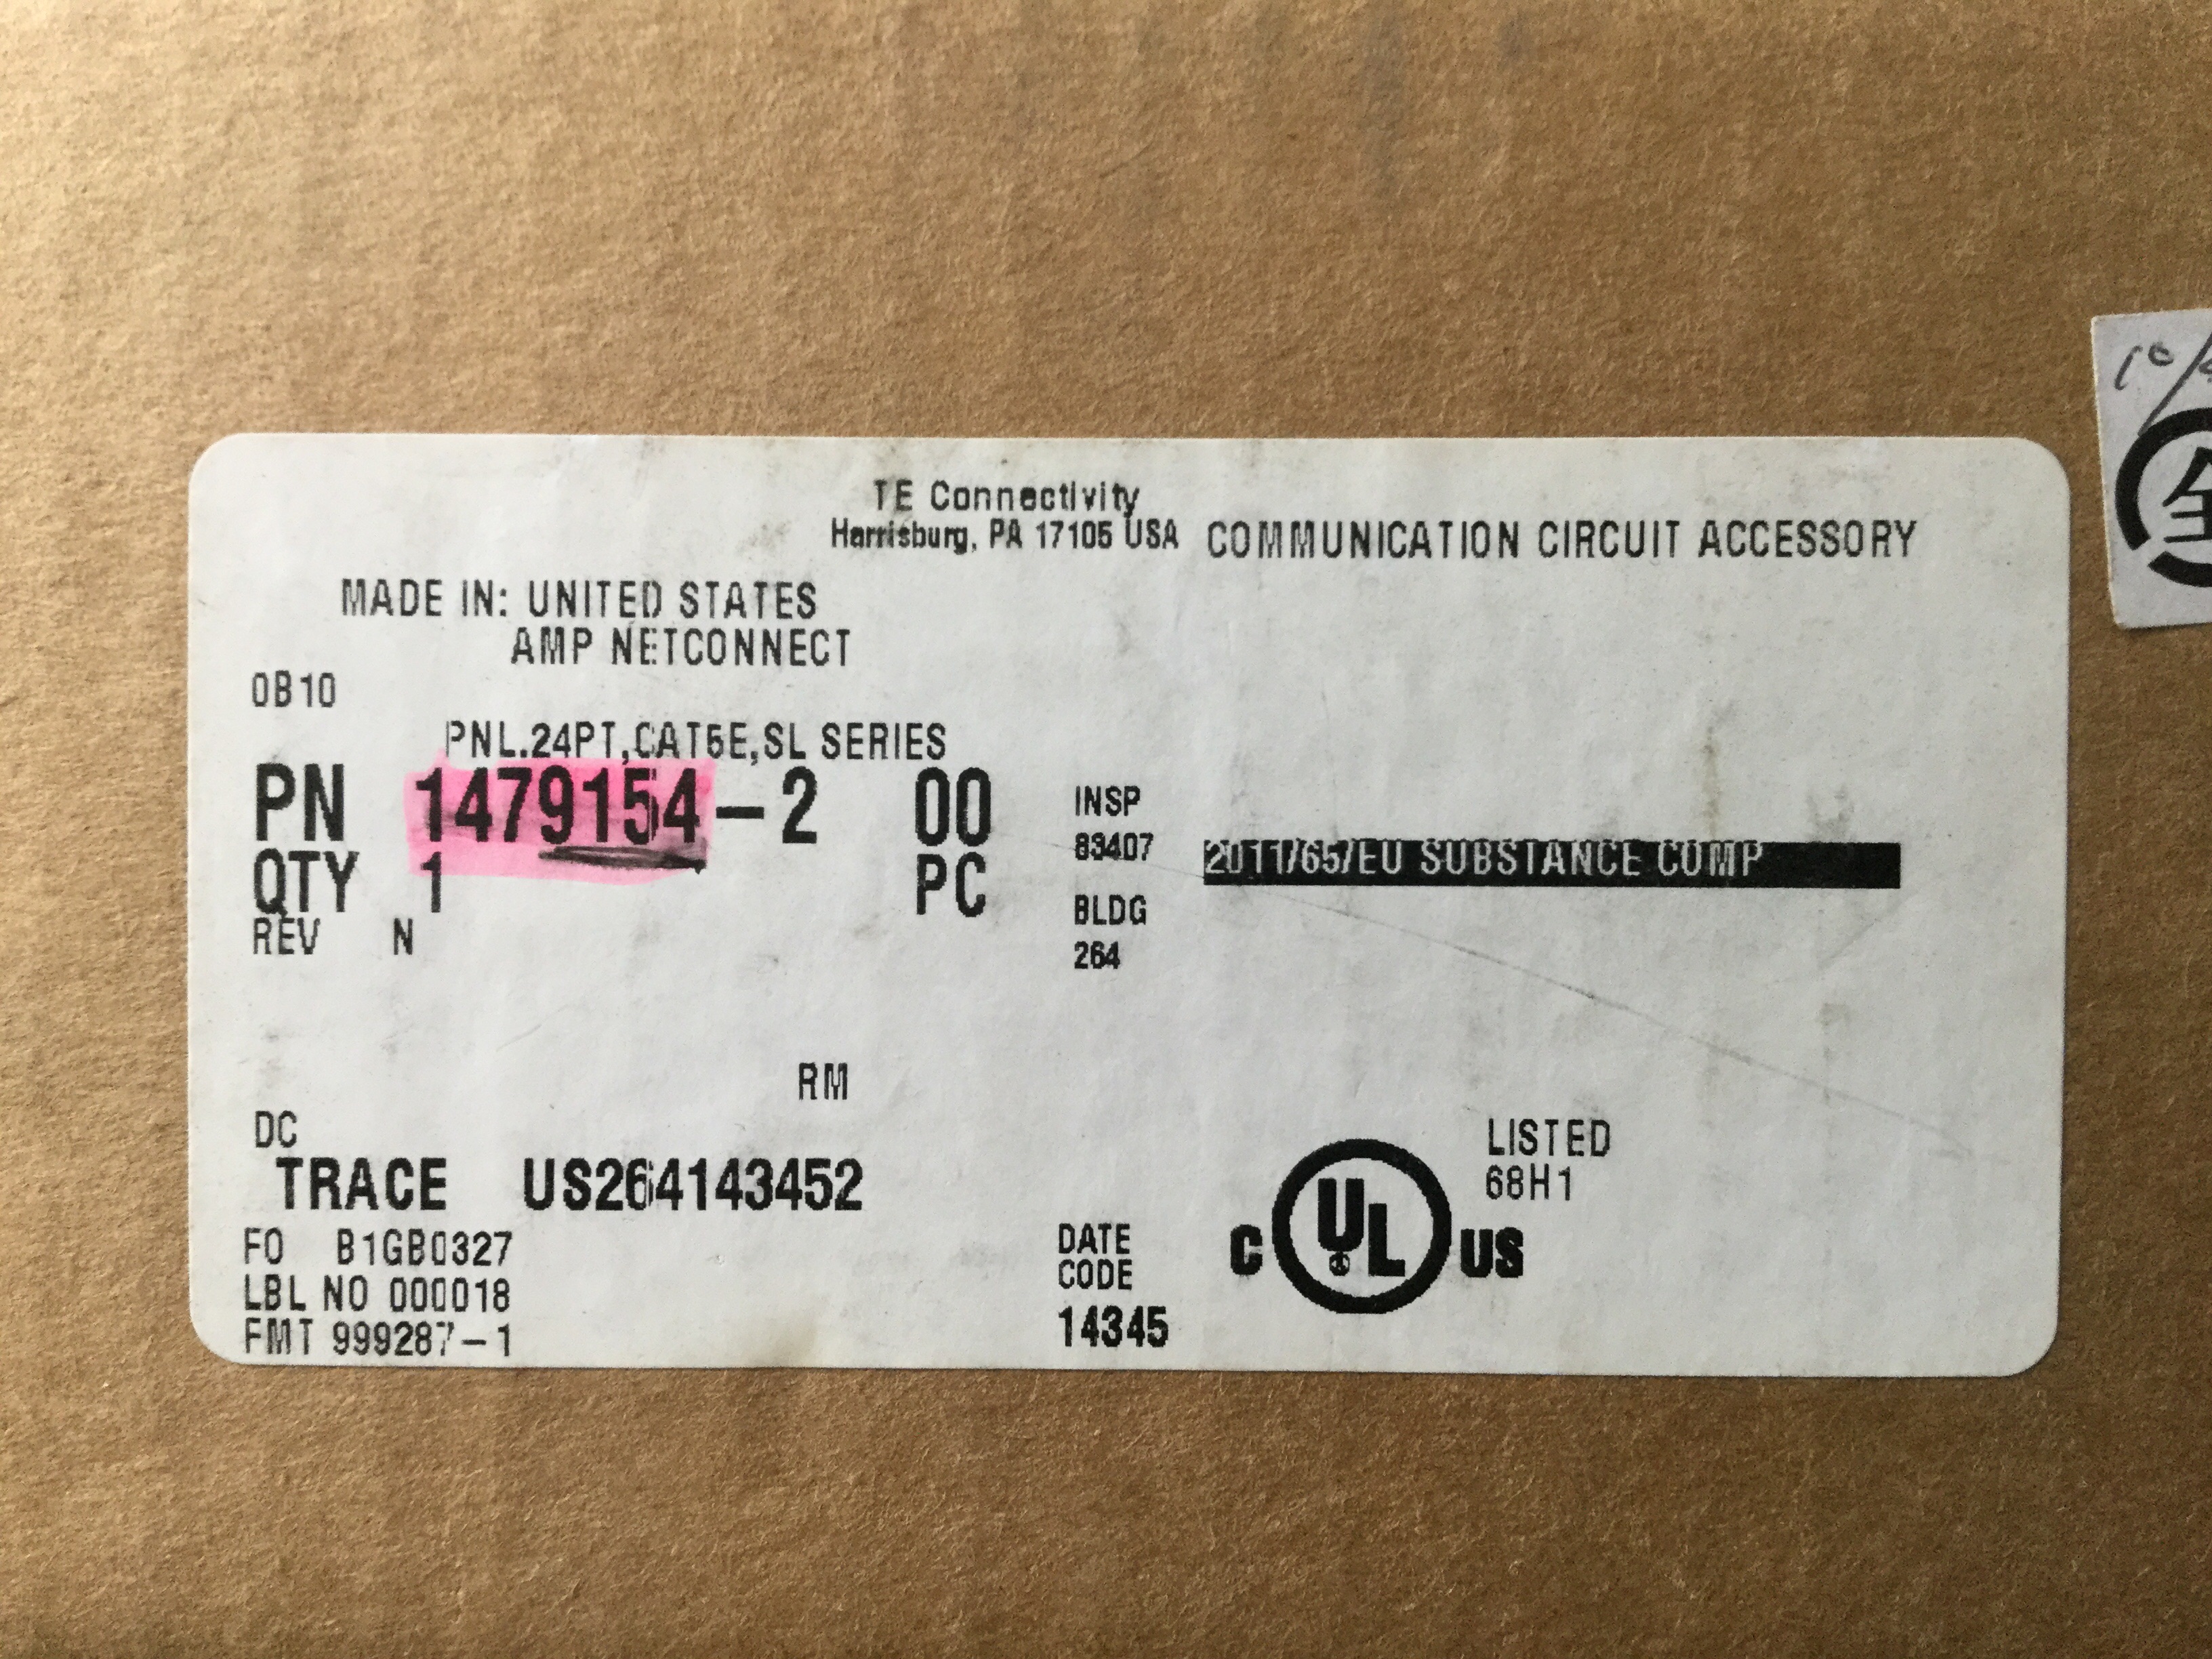 TE Connectivity
Harrisburg, PA 17105 USA
COMMUNICATION CIRCUIT ACCESSORY
MADE IN: UNITED STATES
AMP NETCONNECT
0B10
PNL.24PT,CAT5E,SL SERIES
PN 1479154-2 00
QTY 1 PC
REV N
INSP
83407
BLDG
264
2011/65/EU SUBSTANCE COMP
RM
DC
TRACE US264143452
FO B1GB0327
LBL NO 000018
FMT 999287-1
DATE
CODE
14345
LISTED
68H1
C UL US
全